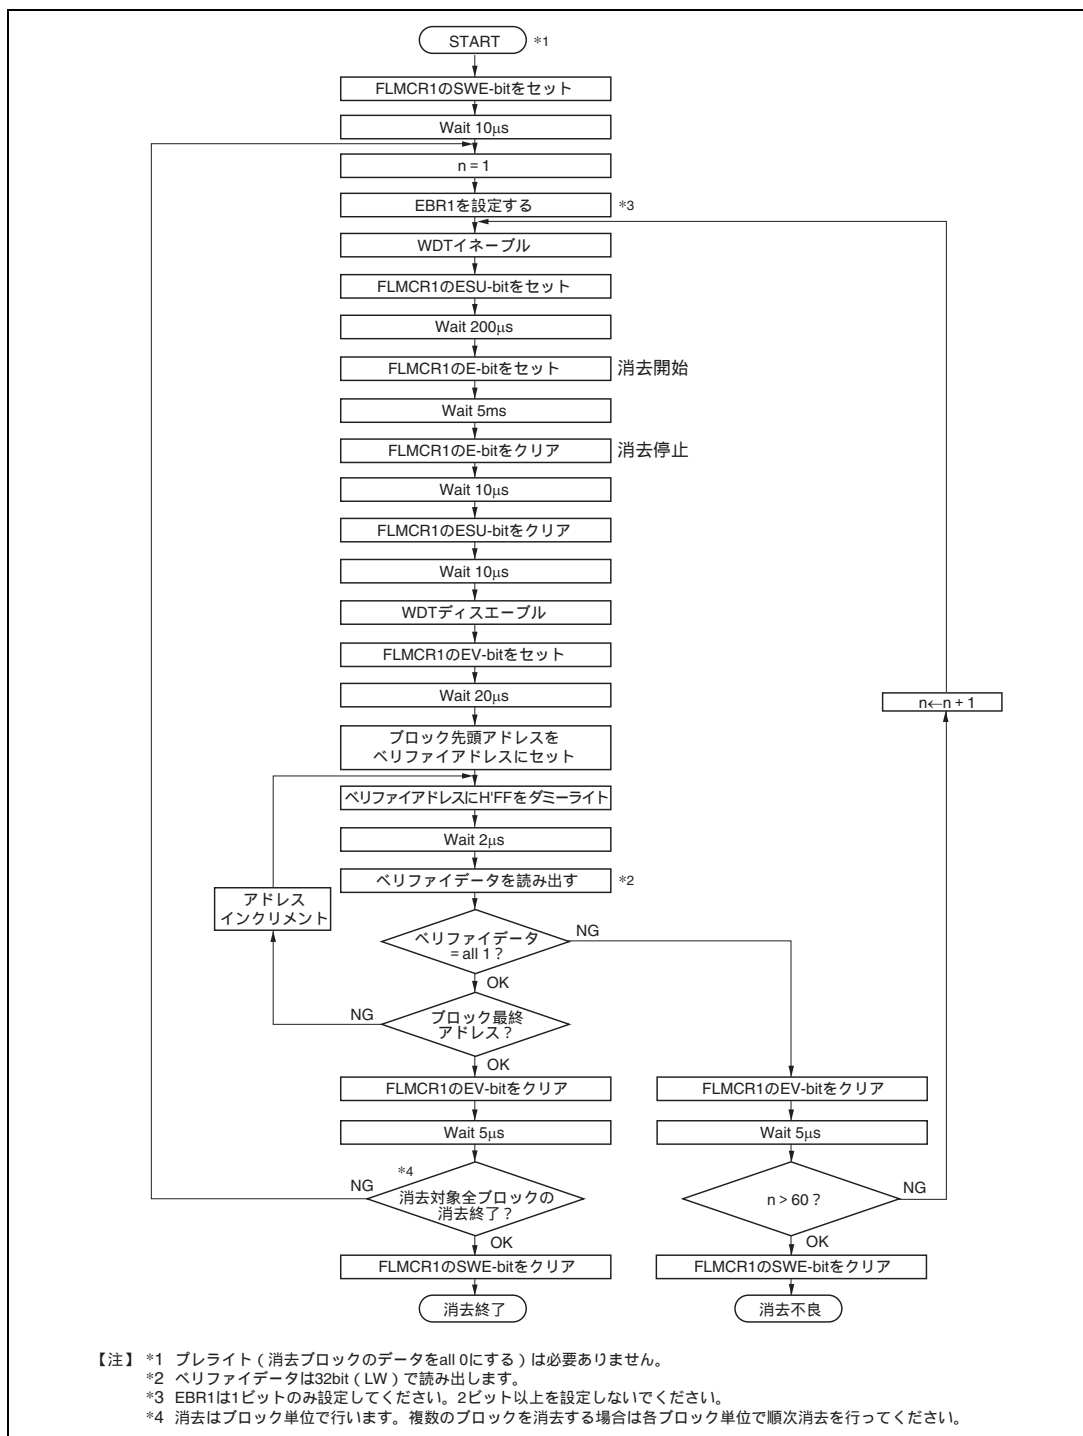 START *1
FLMCR1のSWE-bitをセット
Wait 10μs
n = 1
EBR1を設定する *3
WDTイネーブル
FLMCR1のESU-bitをセット
Wait 200μs
FLMCR1のE-bitをセット 消去開始
Wait 5ms
FLMCR1のE-bitをクリア 消去停止
Wait 10μs
FLMCR1のESU-bitをクリア
Wait 10μs
WDTディスエーブル
FLMCR1のEV-bitをセット
Wait 20μs
n←n + 1
ブロック先頭アドレスを
ベリファイアドレスにセット
ベリファイアドレスにH'FFをダミーライト
Wait 2μs
ベリファイデータを読み出す *2
アドレス
インクリメント
ベリファイデータ
= all 1 ?
NG
OK
ブロック最終
アドレス?
NG
OK
FLMCR1のEV-bitをクリア
Wait 5μs
*4
消去対象全ブロックの
消去終了?
NG
OK
FLMCR1のSWE-bitをクリア
消去終了
FLMCR1のEV-bitをクリア
Wait 5μs
n > 60 ?
NG
OK
FLMCR1のSWE-bitをクリア
消去不良
【注】 *1 プレライト(消去ブロックのデータをall 0にする)は必要ありません。
*2 ベリファイデータは32bit(LW)で読み出します。
*3 EBR1は1ビットのみ設定してください。2ビット以上を設定しないでください。
*4 消去はブロック単位で行います。複数のブロックを消去する場合は各ブロック単位で順次消去を行ってください。